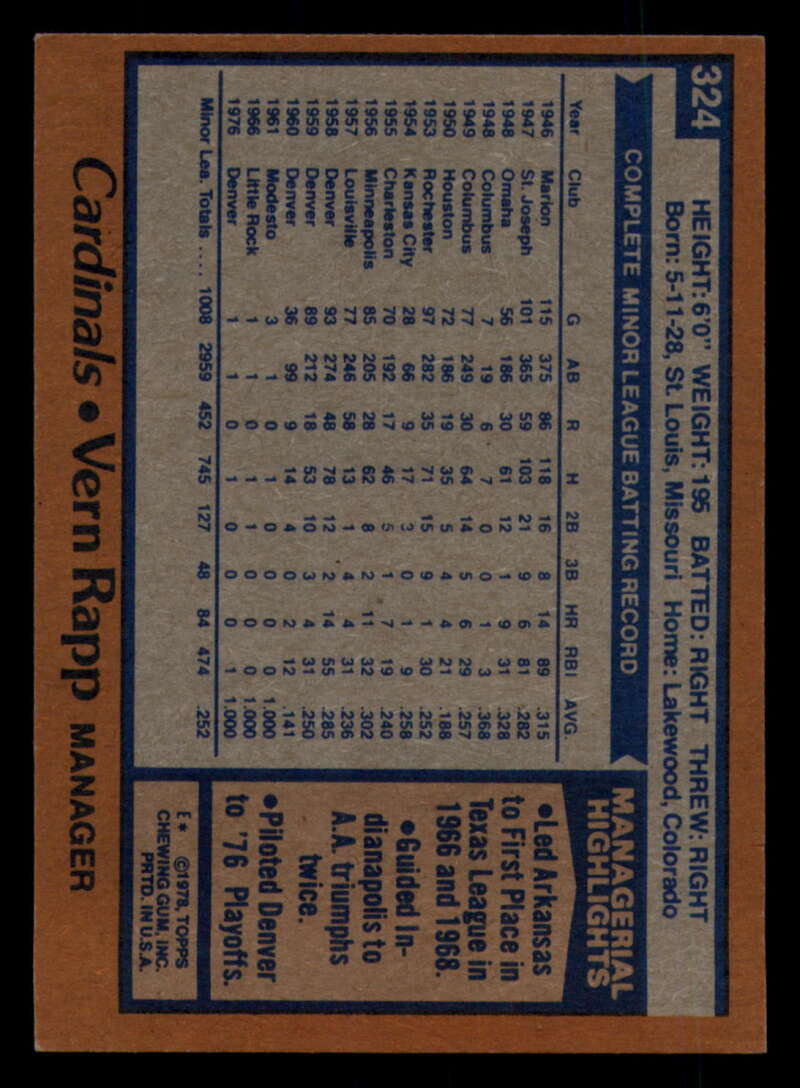 324
HEIGHT: 6'0" WEIGHT: 195 BATTED: RIGHT THREW: RIGHT
Born: 5-11-28, St. Louis, Missouri Home: Lakewood, Colorado
COMPLETE MINOR LEAGUE BATTING RECORD
Year Club G AB R H 2B 3B HR RBI AVG.
1946 Marion 115 375 86 118 16 8 14 89 .315
1947 St. Joseph 101 365 59 103 21 9 6 81 .282
1948 Omaha 56 186 30 61 12 1 9 31 .328
1948 Columbus 7 19 6 7 0 0 1 3 .368
1949 Columbus 77 249 30 64 14 5 6 29 .257
1950 Houston 72 186 19 35 5 4 4 21 .188
1953 Rochester 97 282 35 71 15 9 1 30 .252
1954 Kansas City 28 66 9 17 3 0 1 9 .258
1955 Charleston 70 192 17 46 5 1 7 19 .240
1956 Minneapolis 85 205 28 62 8 2 11 32 .302
1957 Louisville 77 246 58 13 1 4 4 31 .236
1958 Denver 93 274 48 78 12 2 14 55 .285
1959 Denver 89 212 18 53 10 3 4 31 .250
1960 Denver 36 99 9 14 4 0 2 12 .141
1961 Modesto 3 1 0 1 0 0 0 0 1.000
1966 Little Rock 1 1 0 1 1 0 0 0 1.000
1976 Denver 1 1 0 1 0 0 0 1 1.000
Minor Lea. Totals .... 1008 2959 452 745 127 48 84 474 .252
MANAGERIAL
HIGHLIGHTS
•Led Arkansas
to First Place in
Texas League in
1966 and 1968.
•Guided In-
dianapolis to
A.A. triumphs
twice.
•Piloted Denver
to '76 Playoffs.
E* ©1978, TOPPS
CHEWING GUM, INC.
PRTD. IN U.S.A.
Cardinals • Vern Rapp MANAGER